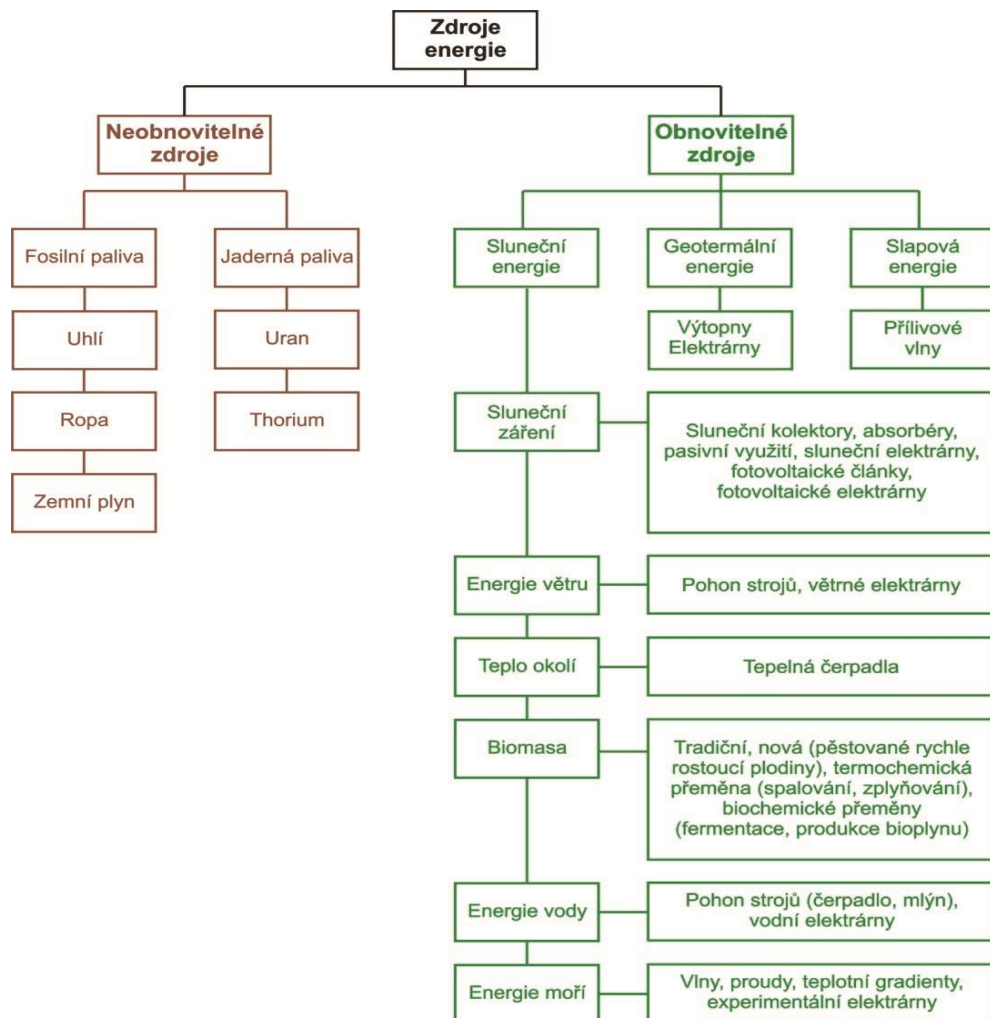 Zdroje
energie
Neobnovitelné
zdroje
Obnovitelné
zdroje
Fosilní paliva
Jaderná paliva
Sluneční
energie
Geotermální
energie
Slapová
energie
Uhlí
Uran
Výtopny
Elektrárny
Přílivové
vlny
Ropa
Thorium
Sluneční
záření
Sluneční kolektory, absorbéry,
pasivní využití, sluneční elektrárny,
fotovoltaické články,
fotovoltaické elektrárny
Zemní plyn
Energie větru
Pohon strojů, větrné elektrárny
Teplo okolí
Tepelná čerpadla
Biomasa
Tradiční, nová (pěstované rychle
rostoucí plodiny), termochemická
přeměna (spalování, zplyňování),
biochemické přeměny
(fermentace, produkce bioplynu)
Energie vody
Pohon strojů (čerpadlo, mlýn),
vodní elektrárny
Energie moří
Vlny, proudy, teplotní gradienty,
experimentální elektrárny